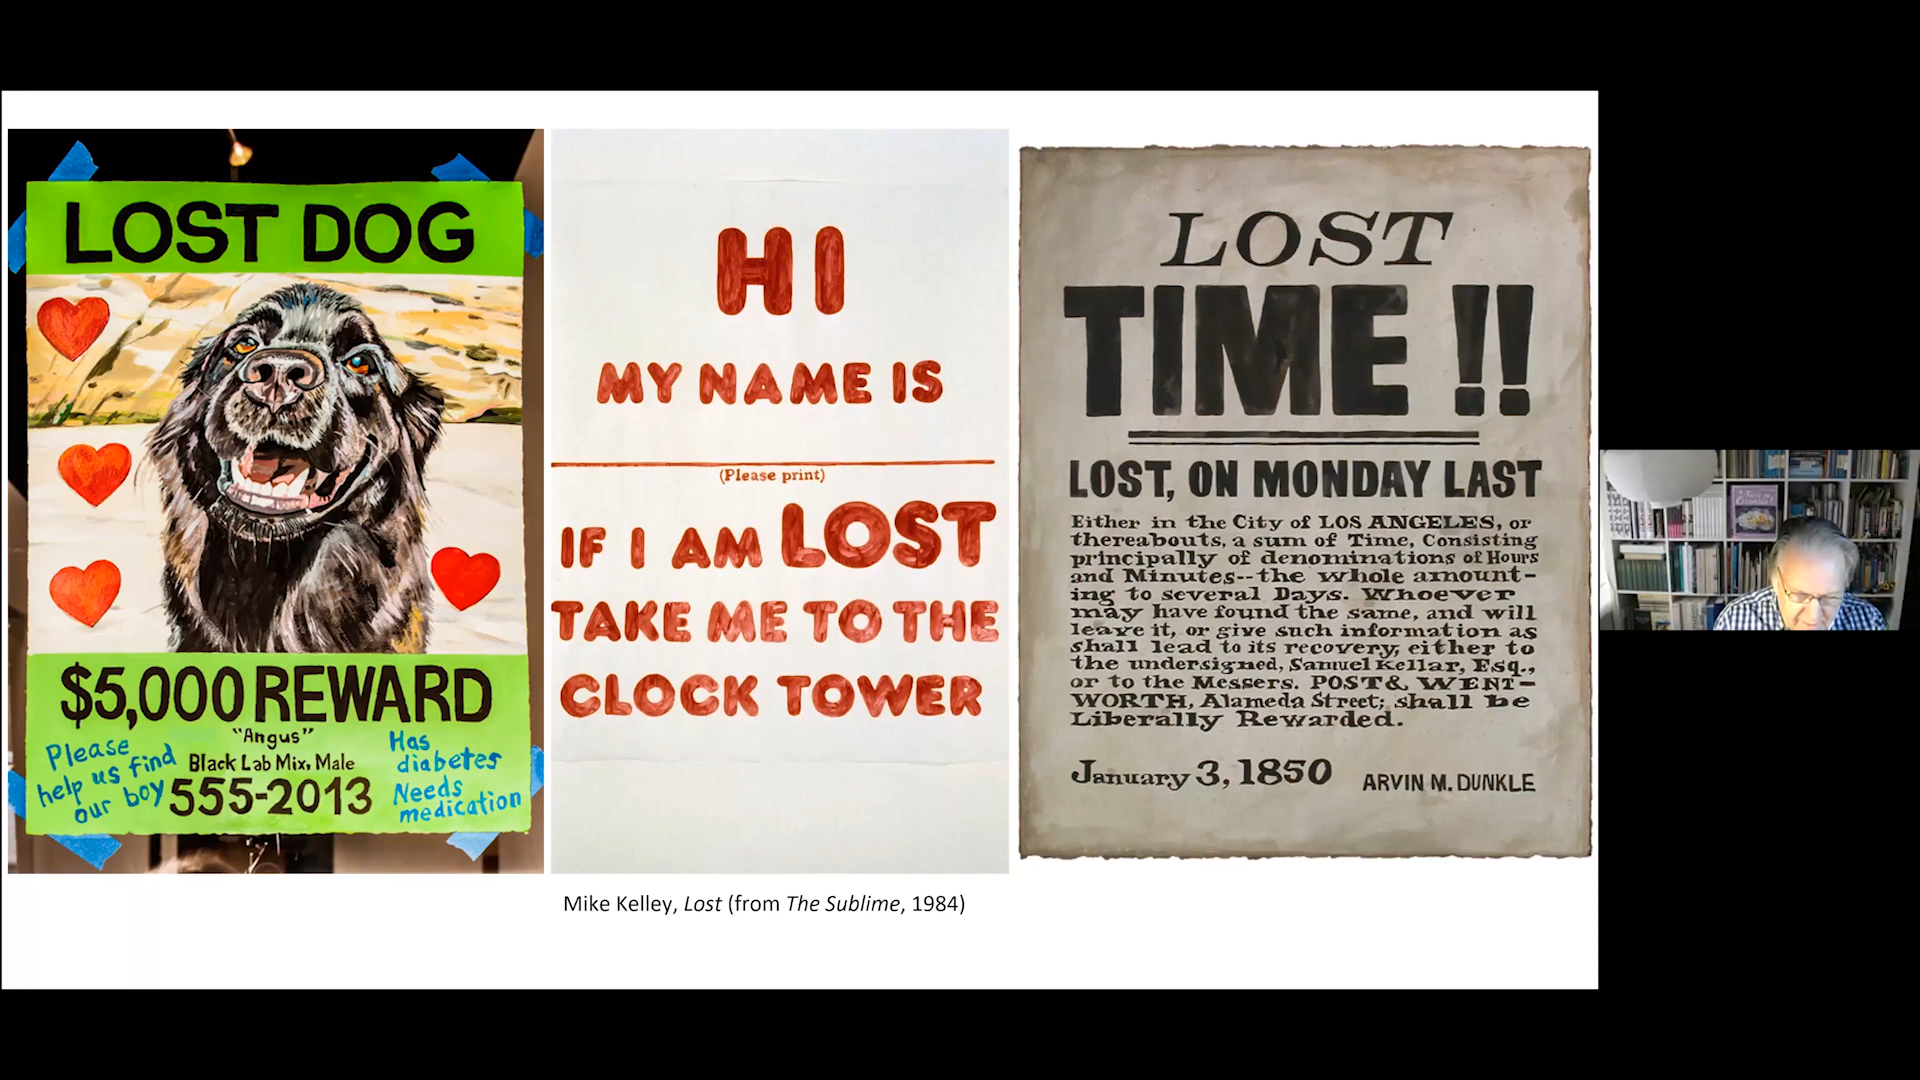 LOST DOG
$5,000 REWARD
"Angus"
Black Lab Mix, Male
555-2013
Please
help us find
our boy
Has
diabetes
Needs
medication
HI
MY NAME IS
(Please print)
IF I AM LOST
TAKE ME TO THE
CLOCK TOWER
LOST
TIME !!
LOST, ON MONDAY LAST
Either in the City of LOS ANGELES, or
thereabouts, a sum of Time, Consisting
principally of denominations of Hours
and Minutes--the whole amount-
ing to several Days. Whoever
may have found the same, and will
leave it, or give such information as
shall lead to its recovery, either to
the undersigned, Samuel Kellar, Esq.,
or to the Messers. POST & WENT-
WORTH, Alameda Street; shall be
Liberally Rewarded.
January 3, 1850 ARVIN M. DUNKLE
Mike Kelley, Lost (from The Sublime, 1984)